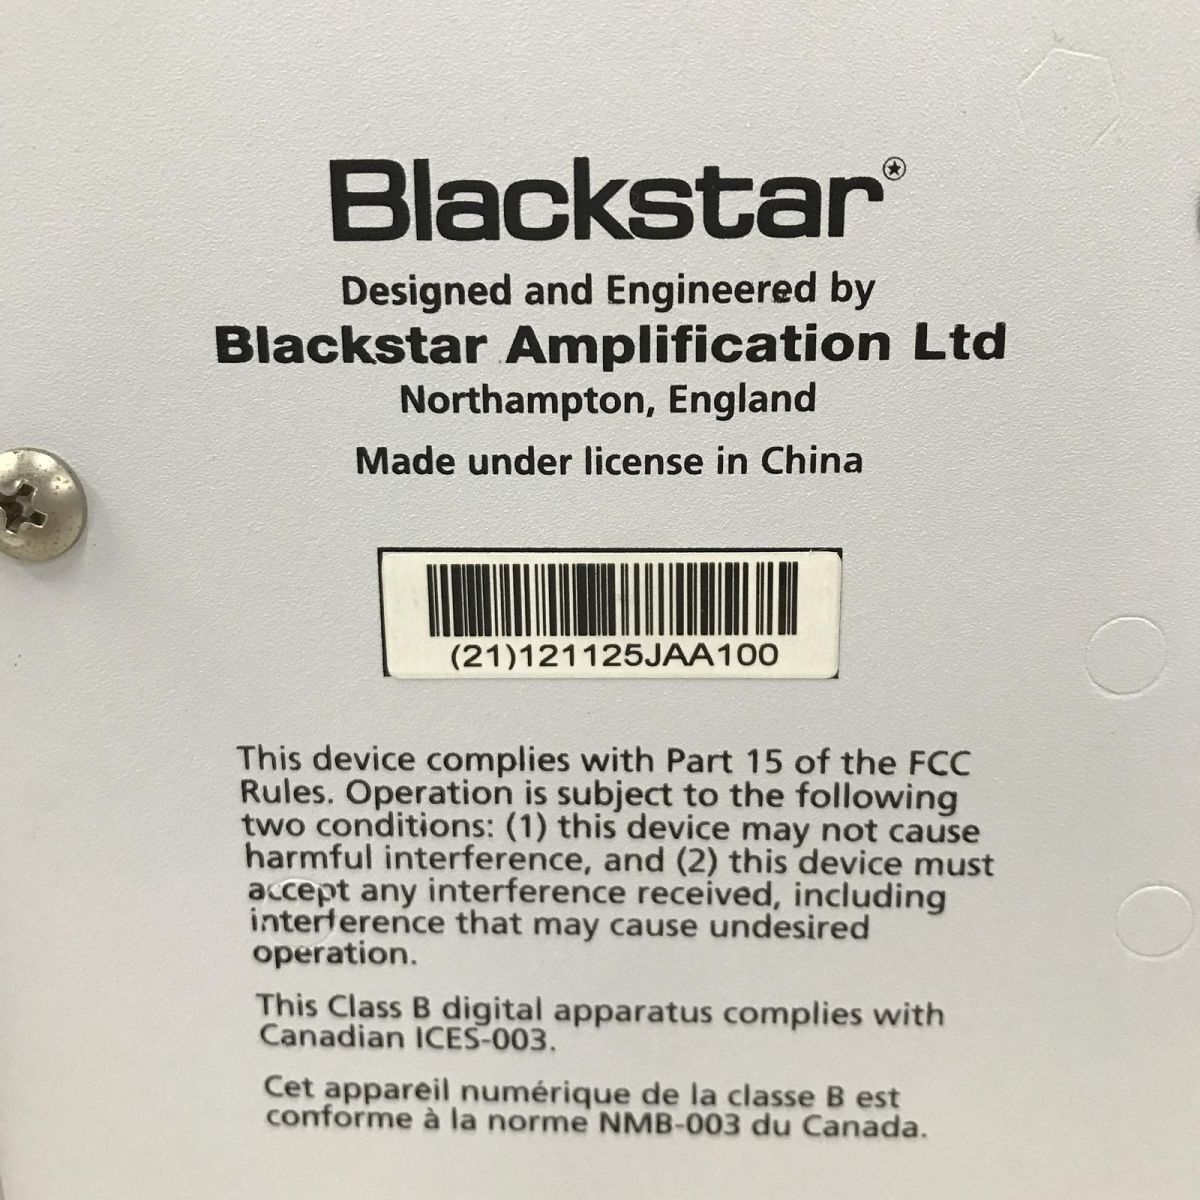 Blackstar
Designed and Engineered by
Blackstar Amplification Ltd
Northampton, England
Made under license in China
(21)121125JAA100
This device complies with Part 15 of the FCC
Rules. Operation is subject to the following
two conditions: (1) this device may not cause
harmful interference, and (2) this device must
accept any interference received, including
interference that may cause undesired
operation.
This Class B digital apparatus complies with
Canadian ICES-003.
Cet appareil numérique de la classe B est
conforme à la norme NMB-003 du Canada.